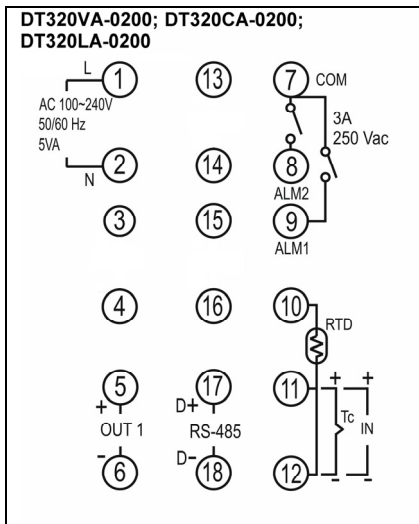 DT320VA-0200; DT320CA-0200;
DT320LA-0200
L
1
13
7
COM
AC 100~240V
50/60 Hz
5VA
3A
250 Vac
N
2
14
8
ALM2
3
15
9
ALM1
4
16
10
RTD
5
17
11
+
D+
+ +
OUT 1
RS-485
Tc
IN
-
D-
- -
6
18
12